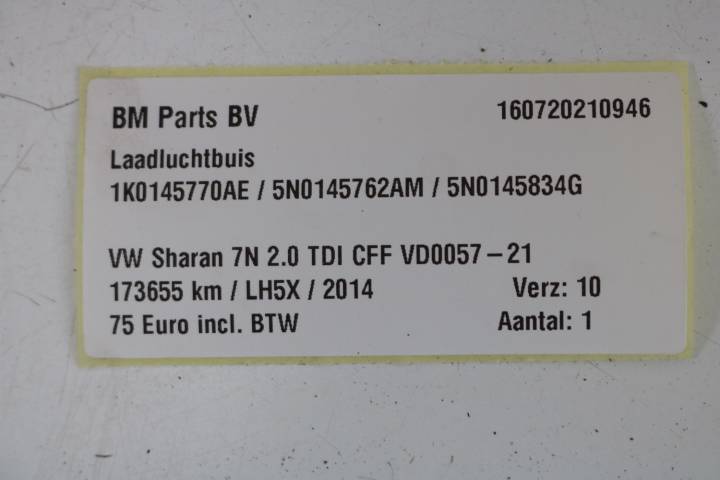 BM Parts BV 160720210946
Laadluchtbuis
1K0145770AE / 5N0145762AM / 5N0145834G
VW Sharan 7N 2.0 TDI CFF VD0057-21
173655 km / LH5X / 2014 Verz: 10
75 Euro incl. BTW Aantal: 1